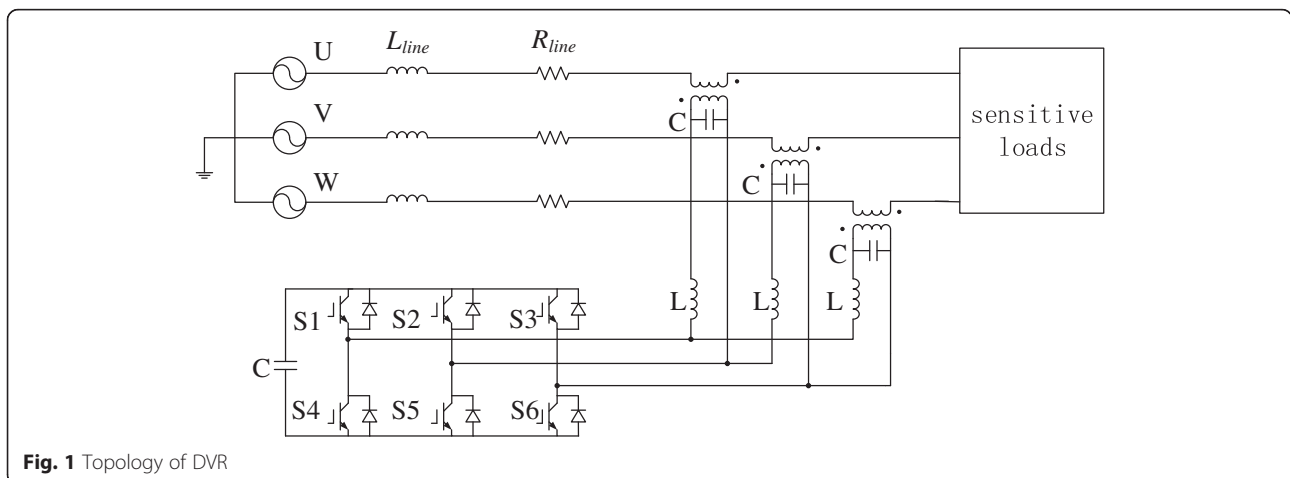 U
L_line
R_line
V
W
C
C
C
sensitive
loads
L
L
L
S1
S2
S3
C
S4
S5
S6
Fig. 1 Topology of DVR